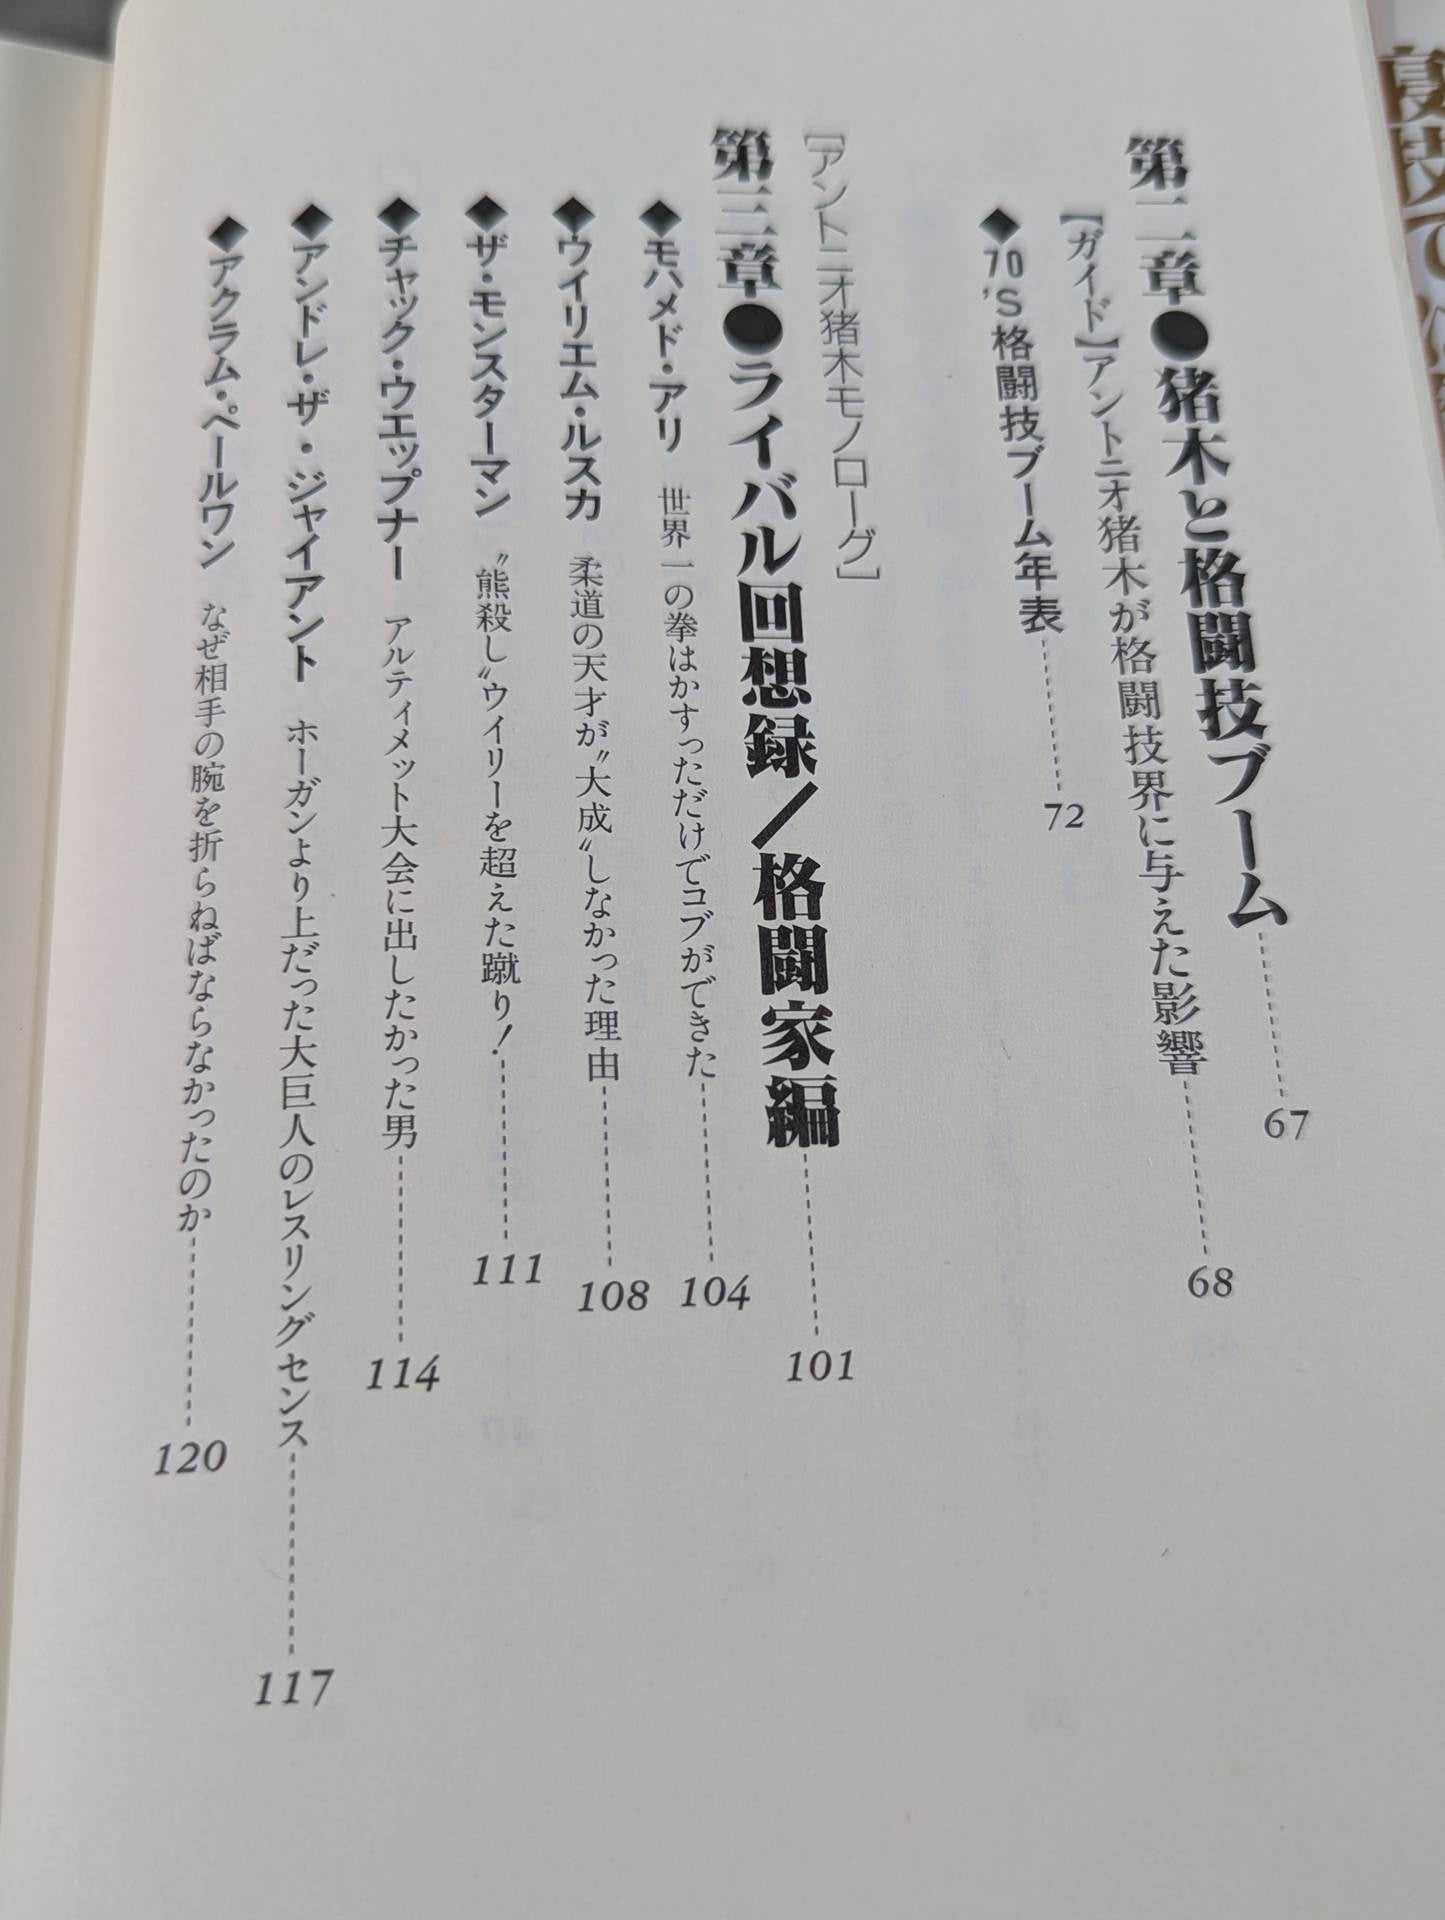 第二章●猪木と格闘技ブーム 67
【ガイド】アントニオ猪木が格闘技界に与えた影響 68
◆70'S格闘技ブーム年表 72
［アントニオ猪木モノローグ］
第三章●ライバル回想録／格闘家編 101
◆モハメド・アリ 世界一の拳はかすっただけでコブができた 104
◆ウイリエム・ルスカ 柔道の天才が〝大成〟しなかった理由 108
◆ザ・モンスターマン 〝熊殺し〟ウイリーを超えた蹴り！ 111
◆チャック・ウエップナー アルティメット大会に出したかった男 114
◆アンドレ・ザ・ジャイアント ホーガンより上だった大巨人のレスリングセンス 117
◆アクラム・ペールワン なぜ相手の腕を折らねばならなかったのか 120